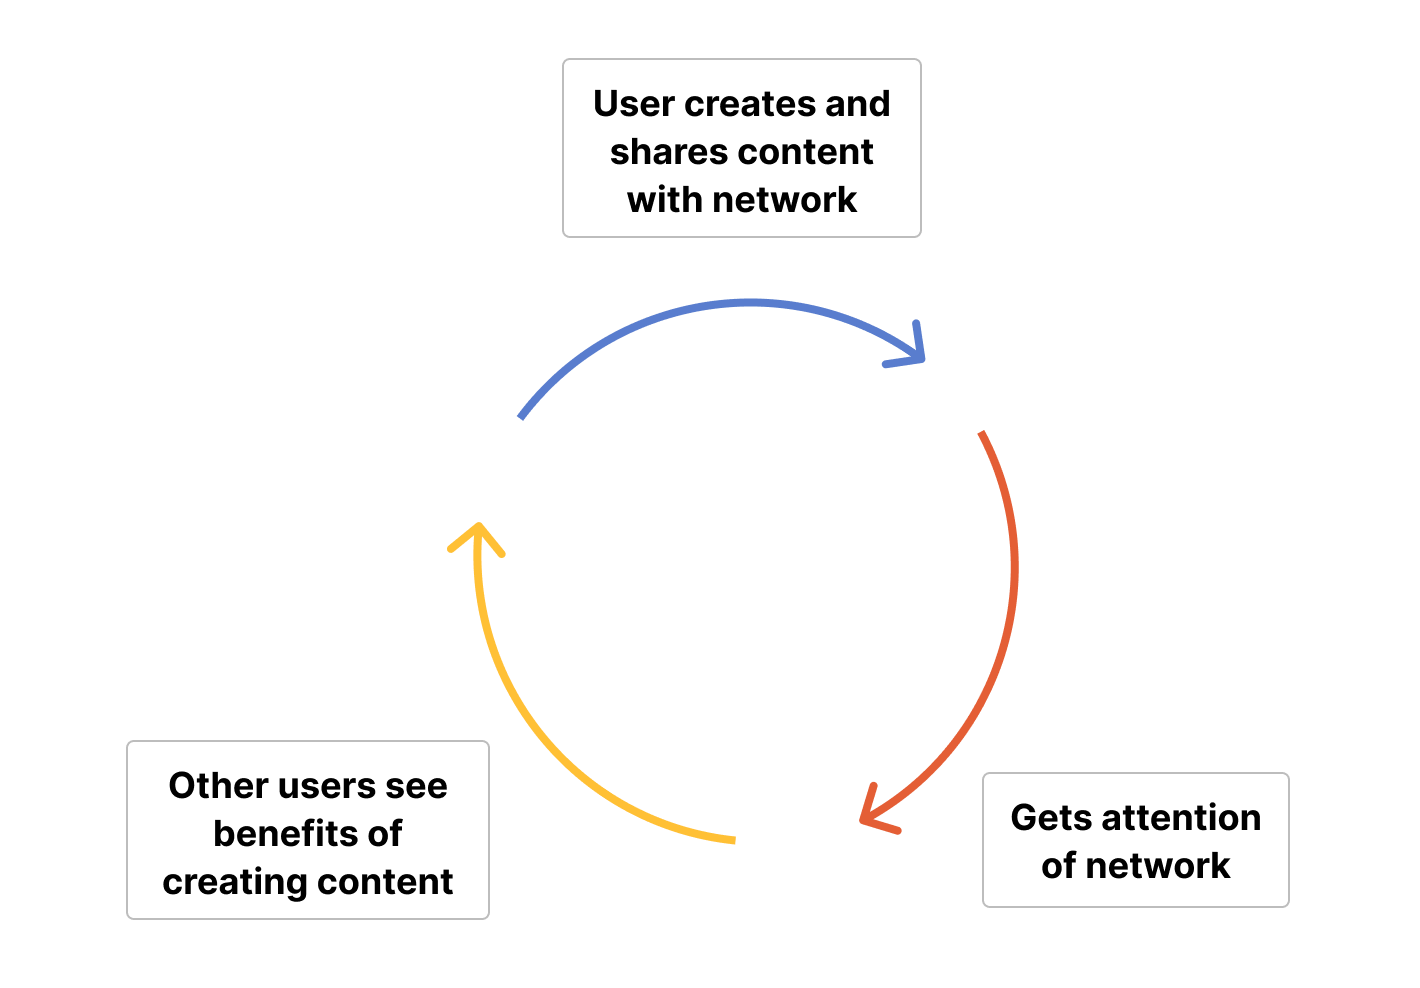 User creates and
shares content
with network
Gets attention
of network
Other users see
benefits of
creating content